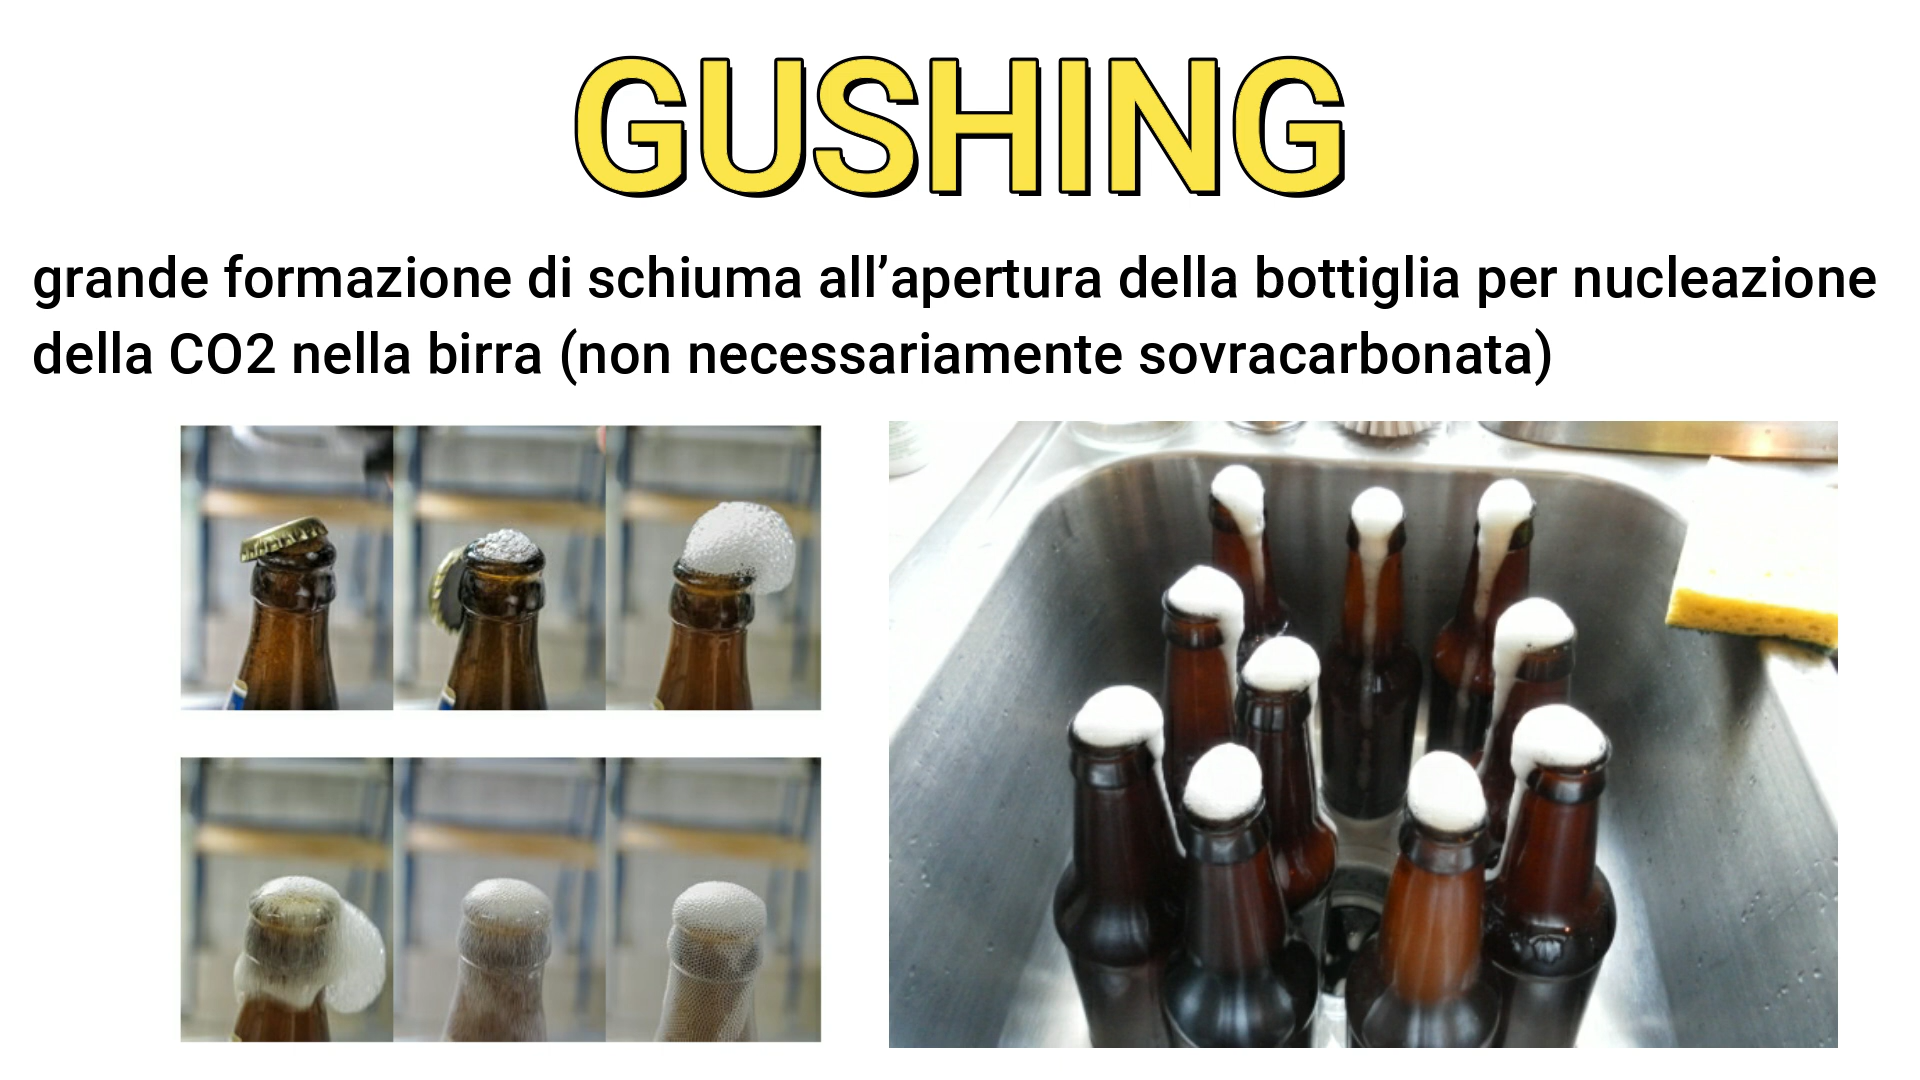 GUSHING
grande formazione di schiuma all’apertura della bottiglia per nucleazione
della CO2 nella birra (non necessariamente sovracarbonata)